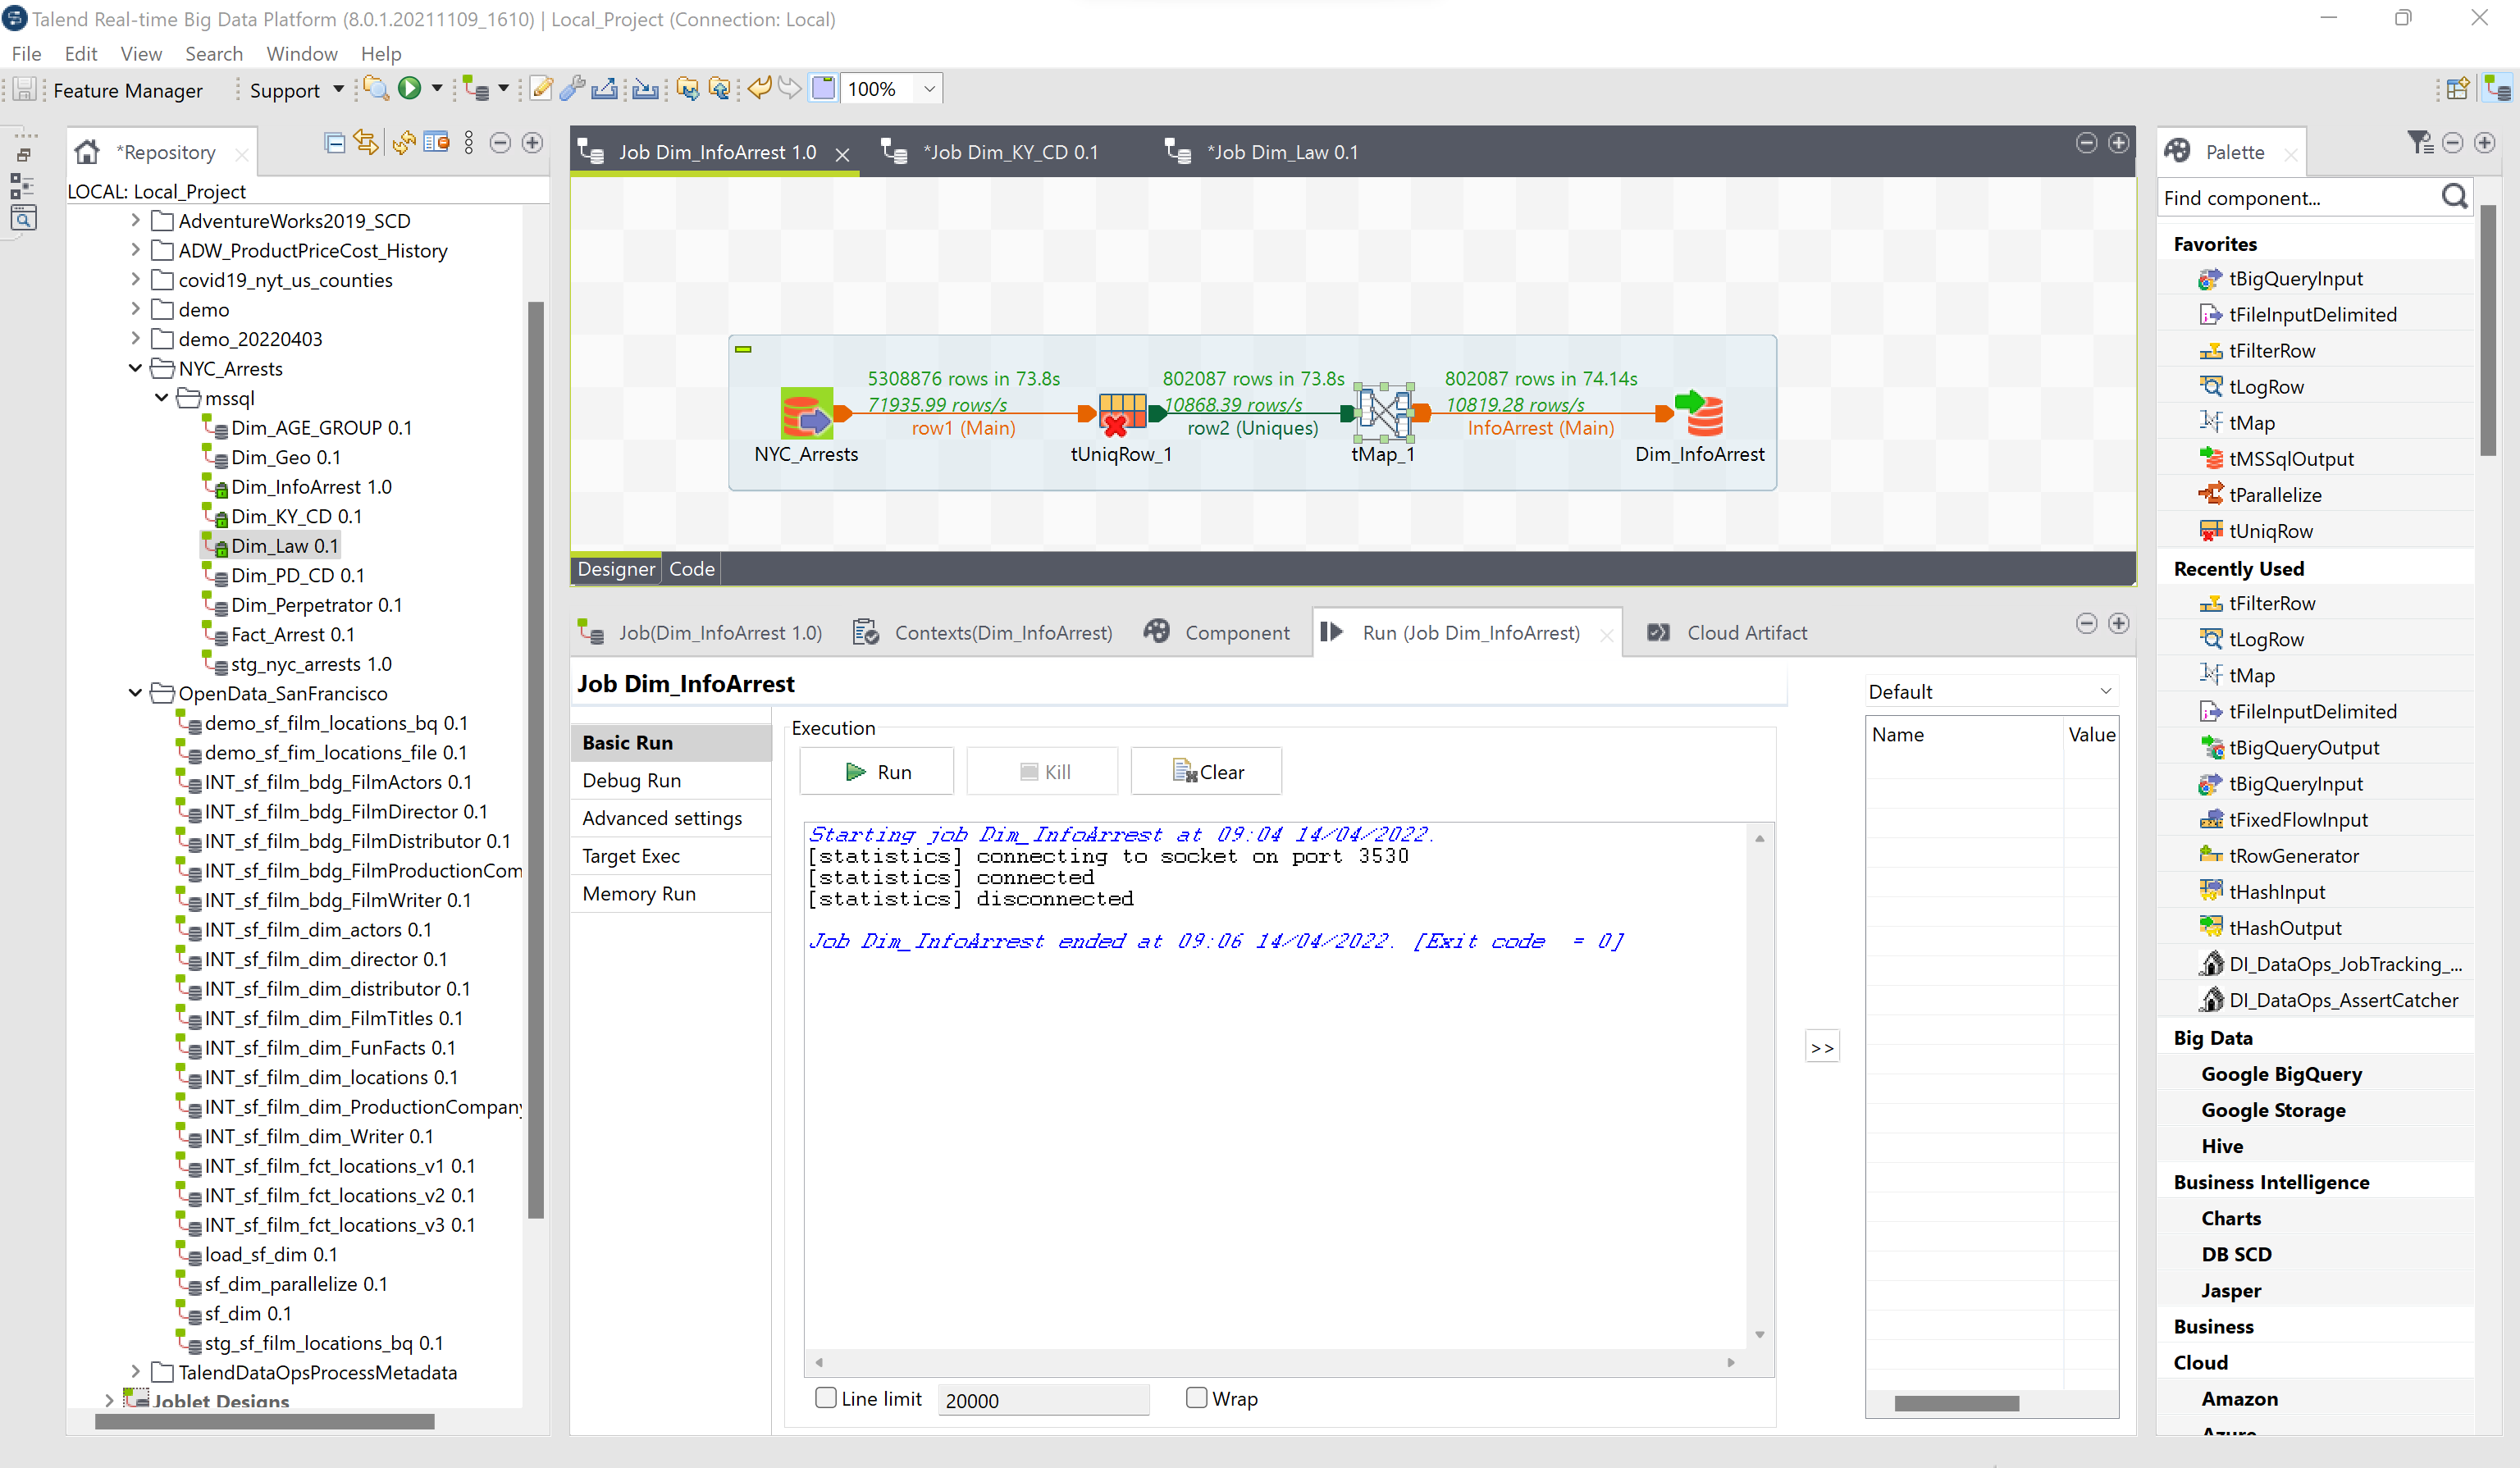 Talend Real-time Big Data Platform (8.0.1.20211109_1610) | Local_Project (Connection: Local)
File Edit View Search Window Help
Feature Manager Support 100%
*Repository
LOCAL: Local_Project
AdventureWorks2019_SCD
ADW_ProductPriceCost_History
covid19_nyt_us_counties
demo
demo_20220403
NYC_Arrests
mssql
Dim_AGE_GROUP 0.1
Dim_Geo 0.1
Dim_InfoArrest 1.0
Dim_KY_CD 0.1
Dim_Law 0.1
Dim_PD_CD 0.1
Dim_Perpetrator 0.1
Fact_Arrest 0.1
stg_nyc_arrests 1.0
OpenData_SanFrancisco
demo_sf_film_locations_bq 0.1
demo_sf_fim_locations_file 0.1
INT_sf_film_bdg_FilmActors 0.1
INT_sf_film_bdg_FilmDirector 0.1
INT_sf_film_bdg_FilmDistributor 0.1
INT_sf_film_bdg_FilmProductionCom
INT_sf_film_bdg_FilmWriter 0.1
INT_sf_film_dim_actors 0.1
INT_sf_film_dim_director 0.1
INT_sf_film_dim_distributor 0.1
INT_sf_film_dim_FilmTitles 0.1
INT_sf_film_dim_FunFacts 0.1
INT_sf_film_dim_locations 0.1
INT_sf_film_dim_ProductionCompany
INT_sf_film_dim_Writer 0.1
INT_sf_film_fct_locations_v1 0.1
INT_sf_film_fct_locations_v2 0.1
INT_sf_film_fct_locations_v3 0.1
load_sf_dim 0.1
sf_dim_parallelize 0.1
sf_dim 0.1
stg_sf_film_locations_bq 0.1
TalendDataOpsProcessMetadata
Joblet Designs
Job Dim_InfoArrest 1.0 *Job Dim_KY_CD 0.1 *Job Dim_Law 0.1
5308876 rows in 73.8s 802087 rows in 73.8s 802087 rows in 74.14s
71935.99 rows/s 10868.39 rows/s 10819.28 rows/s
row1 (Main) row2 (Uniques) InfoArrest (Main)
NYC_Arrests tUniqRow_1 tMap_1 Dim_InfoArrest
Designer Code
Job(Dim_InfoArrest 1.0) Contexts(Dim_InfoArrest) Component Run (Job Dim_InfoArrest) Cloud Artifact
Job Dim_InfoArrest
Basic Run
Debug Run
Advanced settings
Target Exec
Memory Run
Execution
Run Kill Clear
Starting job Dim_InfoArrest at 09:04 14/04/2022.
[statistics] connecting to socket on port 3530
[statistics] connected
[statistics] disconnected
Job Dim_InfoArrest ended at 09:06 14/04/2022. [Exit code  = 0]
Line limit 20000 Wrap
>>
Default
Name Value
Palette
Find component...
Favorites
tBigQueryInput
tFileInputDelimited
tFilterRow
tLogRow
tMap
tMSSqlOutput
tParallelize
tUniqRow
Recently Used
tFilterRow
tLogRow
tMap
tFileInputDelimited
tBigQueryOutput
tBigQueryInput
tFixedFlowInput
tRowGenerator
tHashInput
tHashOutput
DI_DataOps_JobTracking_...
DI_DataOps_AssertCatcher
Big Data
Google BigQuery
Google Storage
Hive
Business Intelligence
Charts
DB SCD
Jasper
Business
Cloud
Amazon
Azure